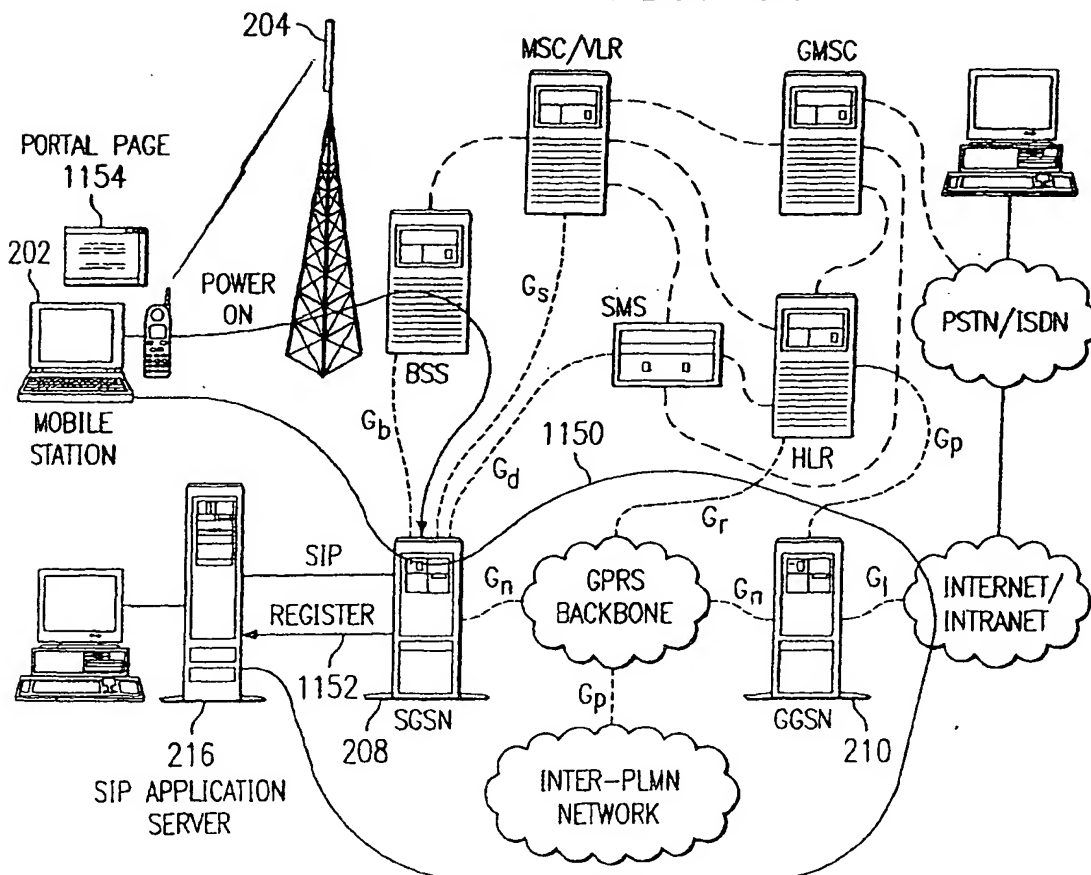 204
MSC/VLR
GMSC
PORTAL PAGE
1154
202
POWER
ON
Gs
SMS
PSTN/ISDN
BSS
MOBILE
STATION
Gb
Gd
1150
HLR
Gp
Gr
SIP
Gn
GPRS
BACKBONE
Gn
Gi
INTERNET/
INTRANET
REGISTER
1152
Gp
SGSN
GGSN
216
208
210
SIP APPLICATION
SERVER
INTER-PLMN
NETWORK